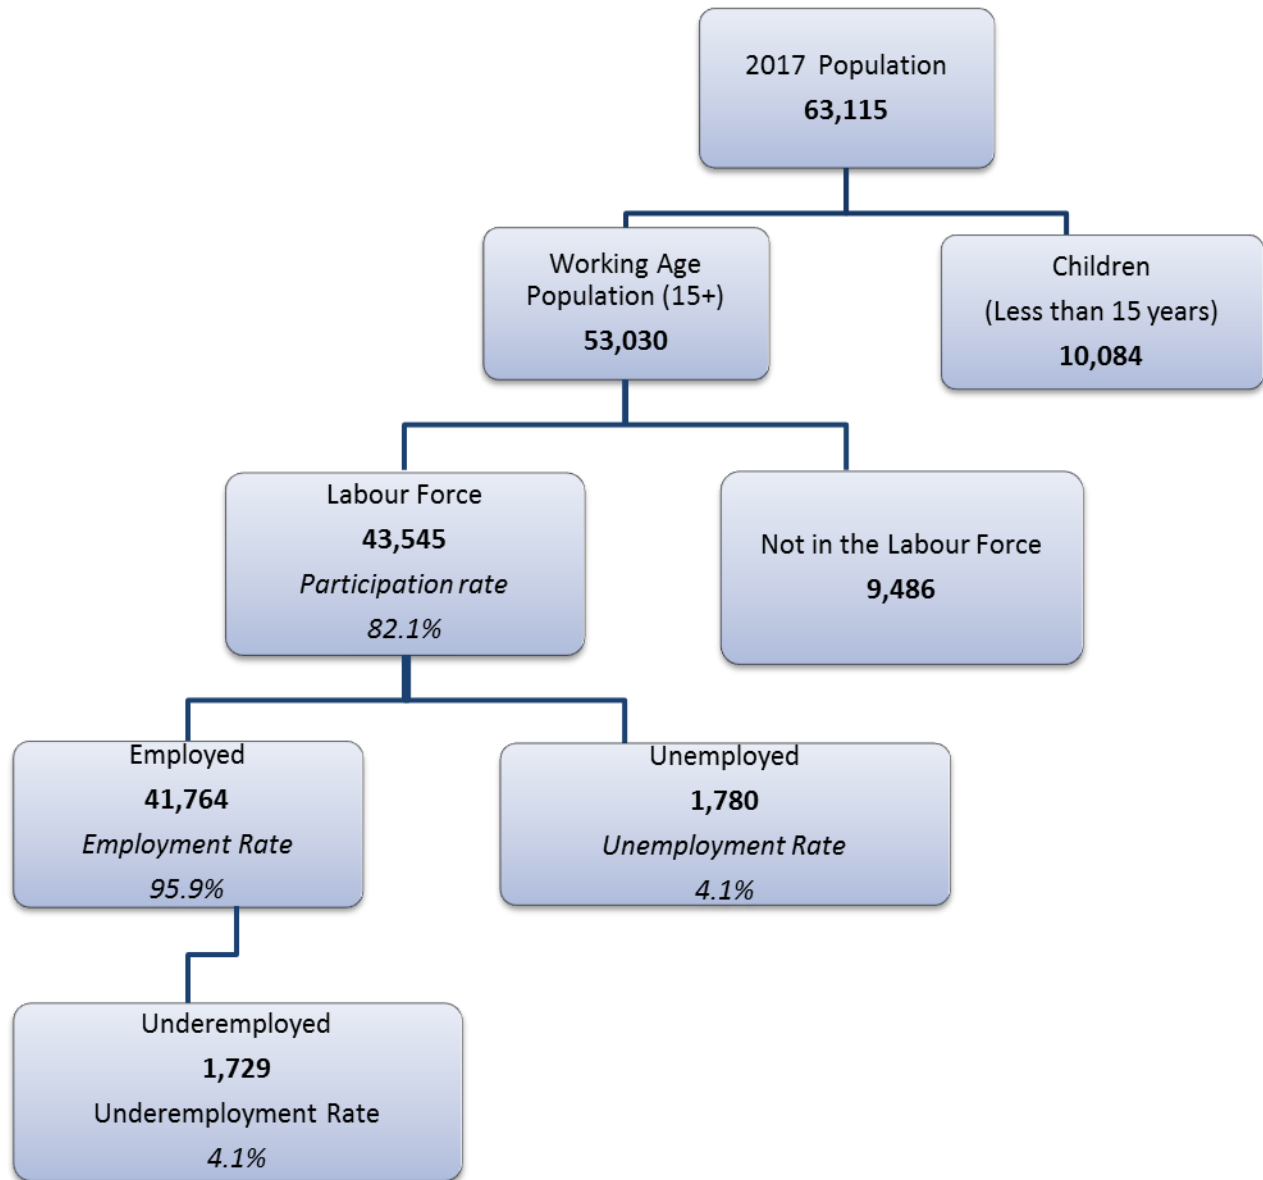 2017 Population
63,115
Working Age
Population (15+)
53,030
Children
(Less than 15 years)
10,084
Labour Force
43,545
Participation rate
82.1%
Not in the Labour Force
9,486
Employed
41,764
Employment Rate
95.9%
Unemployed
1,780
Unemployment Rate
4.1%
Underemployed
1,729
Underemployment Rate
4.1%